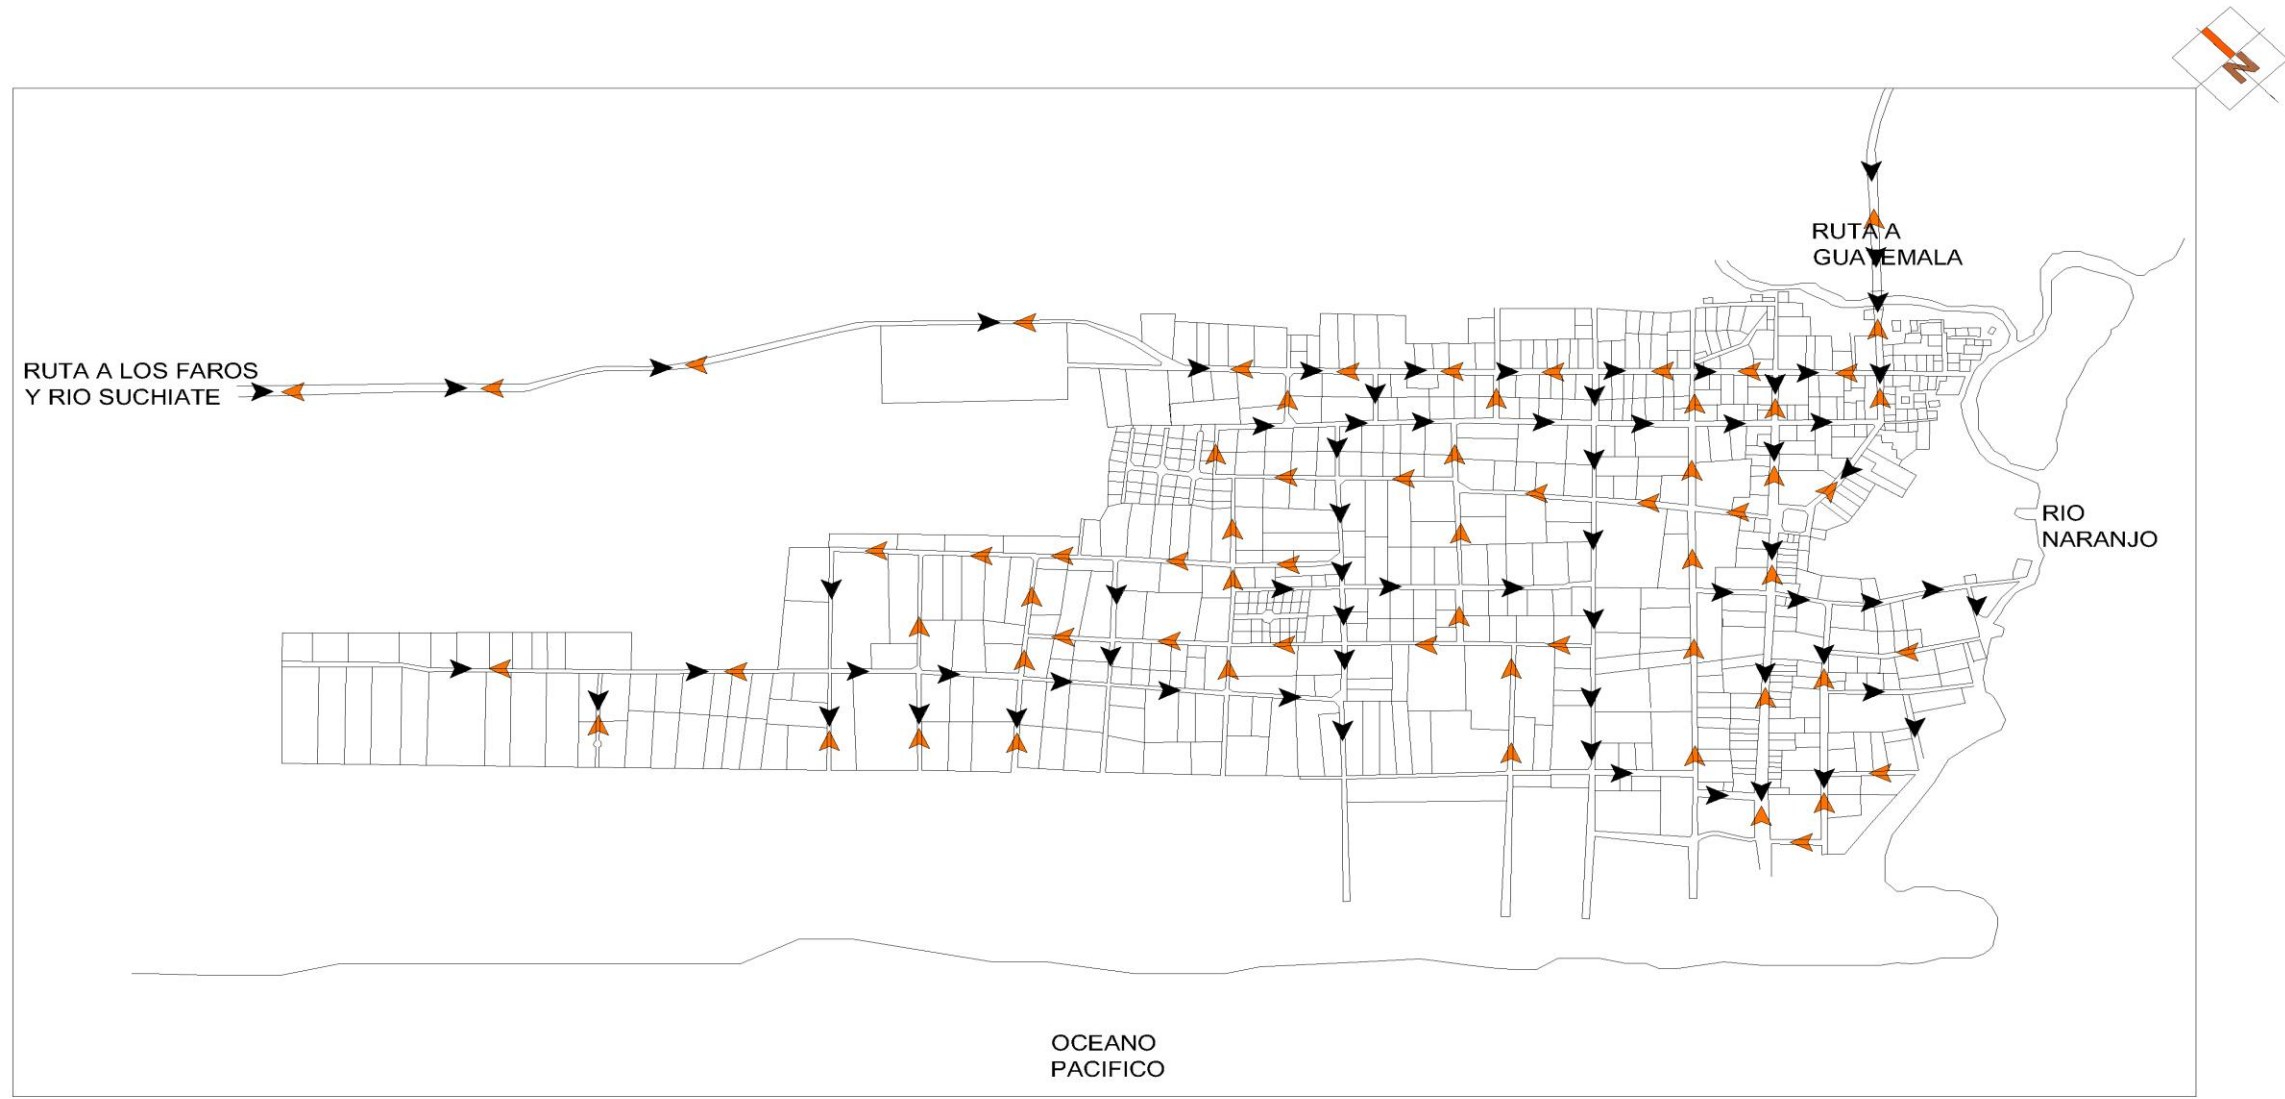 N
RUTA A
GUATEMALA
RUTA A LOS FAROS
Y RIO SUCHIATE
RIO
NARANJO
OCEANO
PACIFICO